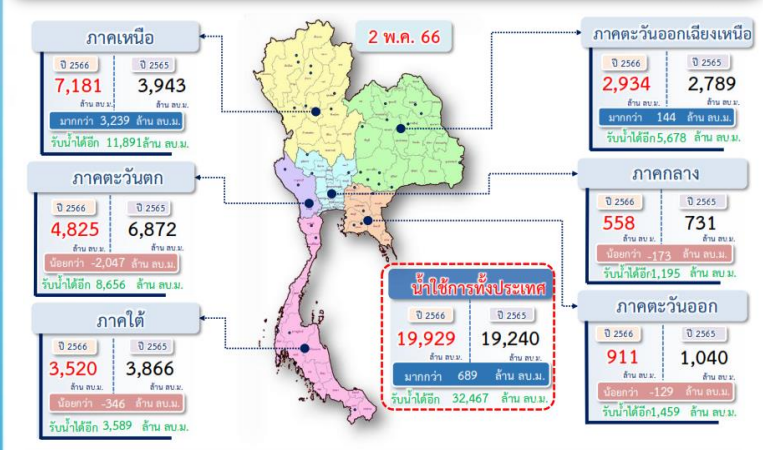 2 พ.ค. 66
ภาคเหนือ
ปี 2566 ปี 2565
7,181 3,943
ล้าน ลบ.ม. ล้าน ลบ.ม.
มากกว่า 3,239 ล้าน ลบ.ม.
รับน้ำได้อีก 11,891 ล้าน ลบ.ม.
ภาคตะวันตก
ปี 2566 ปี 2565
4,825 6,872
ล้าน ลบ.ม. ล้าน ลบ.ม.
น้อยกว่า -2,047 ล้าน ลบ.ม.
รับน้ำได้อีก 8,656 ล้าน ลบ.ม.
ภาคใต้
ปี 2566 ปี 2565
3,520 3,866
ล้าน ลบ.ม. ล้าน ลบ.ม.
น้อยกว่า -346 ล้าน ลบ.ม.
รับน้ำได้อีก 3,589 ล้าน ลบ.ม.
น้ำใช้การทั้งประเทศ
ปี 2566 ปี 2565
19,929 19,240
ล้าน ลบ.ม. ล้าน ลบ.ม.
มากกว่า 689 ล้าน ลบ.ม.
รับน้ำได้อีก 32,467 ล้าน ลบ.ม.
ภาคตะวันออกเฉียงเหนือ
ปี 2566 ปี 2565
2,934 2,789
ล้าน ลบ.ม. ล้าน ลบ.ม.
มากกว่า 144 ล้าน ลบ.ม.
รับน้ำได้อีก5,678 ล้าน ลบ.ม.
ภาคกลาง
ปี 2566 ปี 2565
558 731
ล้าน ลบ.ม. ล้าน ลบ.ม.
น้อยกว่า -173 ล้าน ลบ.ม.
รับน้ำได้อีก1,195 ล้าน ลบ.ม.
ภาคตะวันออก
ปี 2566 ปี 2565
911 1,040
ล้าน ลบ.ม. ล้าน ลบ.ม.
น้อยกว่า -129 ล้าน ลบ.ม.
รับน้ำได้อีก1,459 ล้าน ลบ.ม.